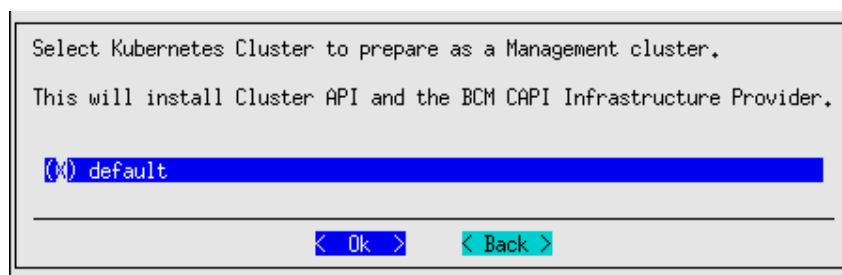 Select Kubernetes Cluster to prepare as a Management cluster.
This will install Cluster API and the BCM CAPI Infrastructure Provider.
(X) default
< Ok > < Back >